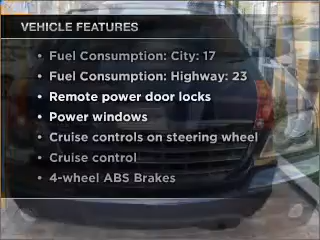 VEHICLE FEATURES
• Fuel Consumption: City: 17
• Fuel Consumption: Highway: 23
• Remote power door locks
• Power windows
• Cruise controls on steering wheel
• Cruise control
• 4-wheel ABS Brakes